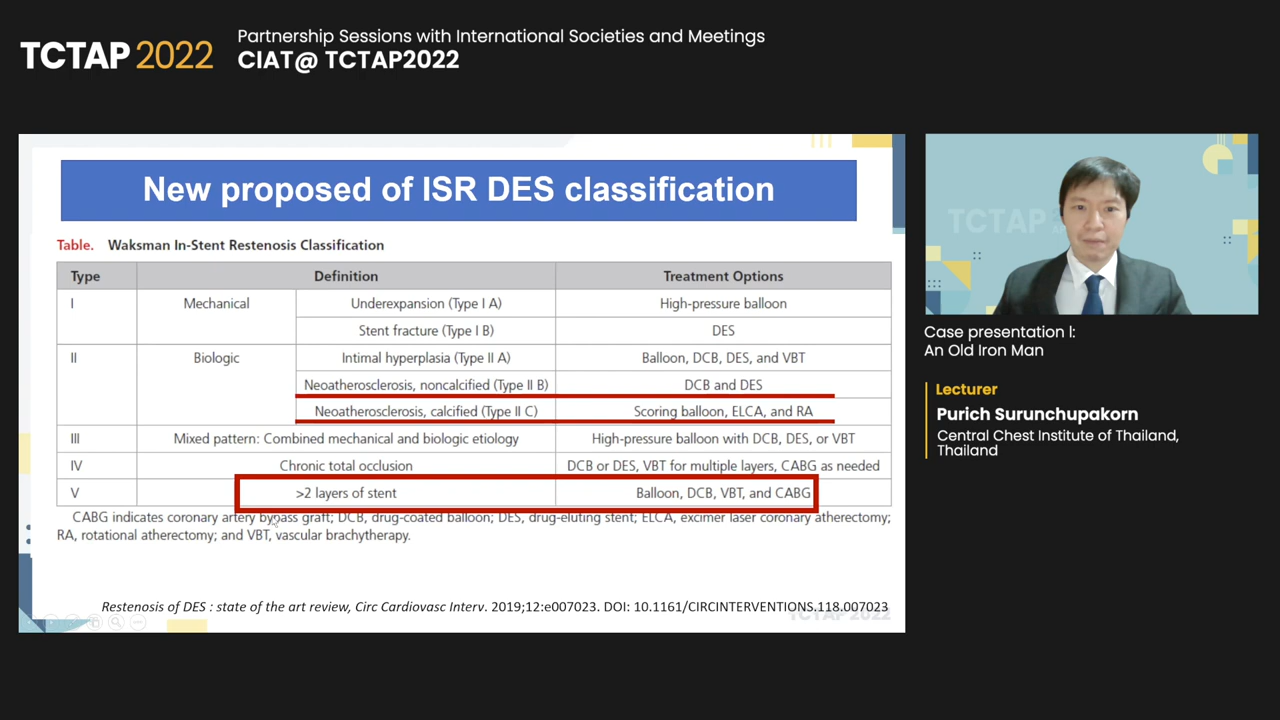 TCTAP 2022
Partnership Sessions with International Societies and Meetings
CIAT@ TCTAP2022
New proposed of ISR DES classification
Table. Waksman In-Stent Restenosis Classification
Type Definition Treatment Options
I Mechanical Underexpansion (Type I A) High-pressure balloon
Stent fracture (Type I B) DES
II Biologic Intimal hyperplasia (Type II A) Balloon, DCB, DES, and VBT
Neoatherosclerosis, noncalcified (Type II B) DCB and DES
Neoatherosclerosis, calcified (Type II C) Scoring balloon, ELCA, and RA
III Mixed pattern: Combined mechanical and biologic etiology High-pressure balloon with DCB, DES, or VBT
IV Chronic total occlusion DCB or DES, VBT for multiple layers, CABG as needed
V >2 layers of stent Balloon, DCB, VBT, and CABG
CABG indicates coronary artery bypass graft; DCB, drug-coated balloon; DES, drug-eluting stent; ELCA, excimer laser coronary atherectomy;
RA, rotational atherectomy; and VBT, vascular brachytherapy.
Restenosis of DES : state of the art review, Circ Cardiovasc Interv. 2019;12:e007023. DOI: 10.1161/CIRCINTERVENTIONS.118.007023
TCTAP 2022
TCTAP
Case presentation I:
An Old Iron Man
Lecturer
Purich Surunchupakorn
Central Chest Institute of Thailand,
Thailand